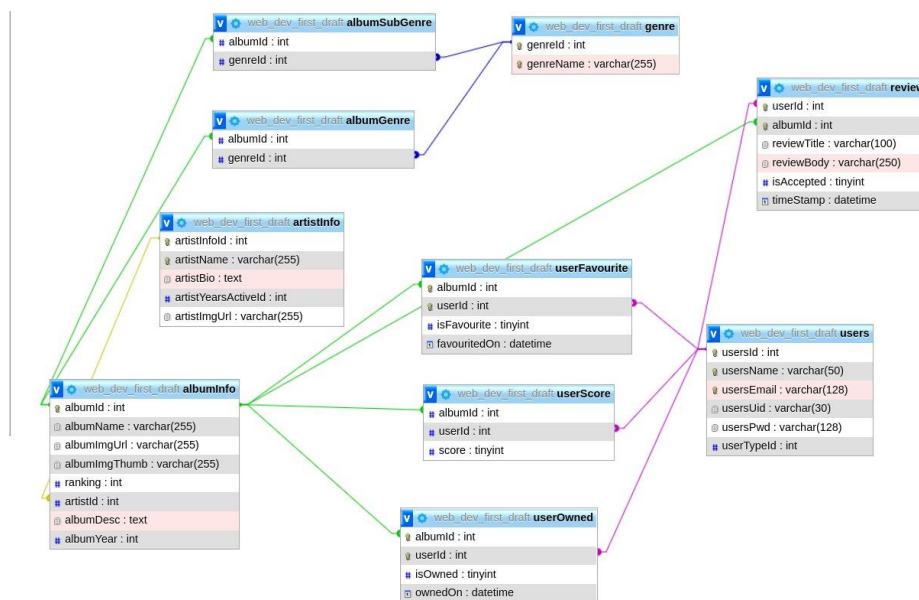 web_dev_first_draft albumSubGenre
albumId : int
genreId : int
web_dev_first_draft genre
genreId : int
genreName : varchar(255)
web_dev_first_draft review
userId : int
albumId : int
reviewTitle : varchar(100)
reviewBody : varchar(250)
isAccepted : tinyint
timeStamp : datetime
web_dev_first_draft albumGenre
albumId : int
genreId : int
web_dev_first_draft artistInfo
artistInfoId : int
artistName : varchar(255)
artistBio : text
artistYearsActiveId : int
artistImgUrl : varchar(255)
web_dev_first_draft userFavourite
albumId : int
userId : int
isFavourite : tinyint
favouritedOn : datetime
web_dev_first_draft users
usersId : int
usersName : varchar(50)
usersEmail : varchar(128)
usersUid : varchar(30)
usersPwd : varchar(128)
userTypeId : int
web_dev_first_draft albumInfo
albumId : int
albumName : varchar(255)
albumImgUrl : varchar(255)
albumImgThumb : varchar(255)
ranking : int
artistId : int
albumDesc : text
albumYear : int
web_dev_first_draft userScore
albumId : int
userId : int
score : tinyint
web_dev_first_draft userOwned
albumId : int
userId : int
isOwned : tinyint
ownedOn : datetime